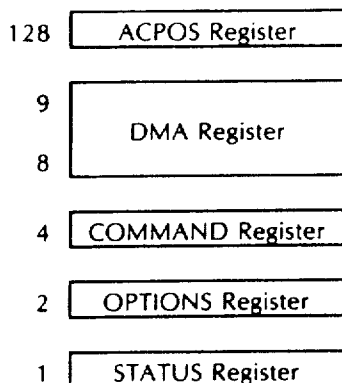 128 ACPOS Register
9
DMA Register
8
4 COMMAND Register
2 OPTIONS Register
1 STATUS Register